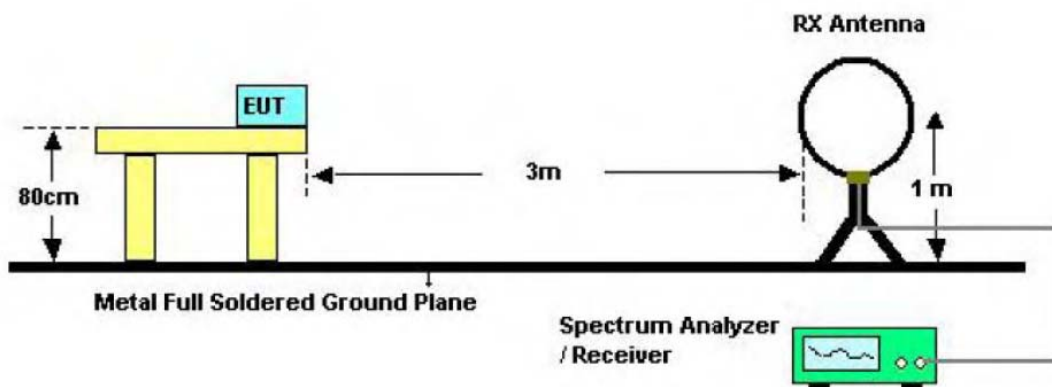 RX Antenna
EUT
3m
80cm
1 m
Metal Full Soldered Ground Plane
Spectrum Analyzer
/ Receiver